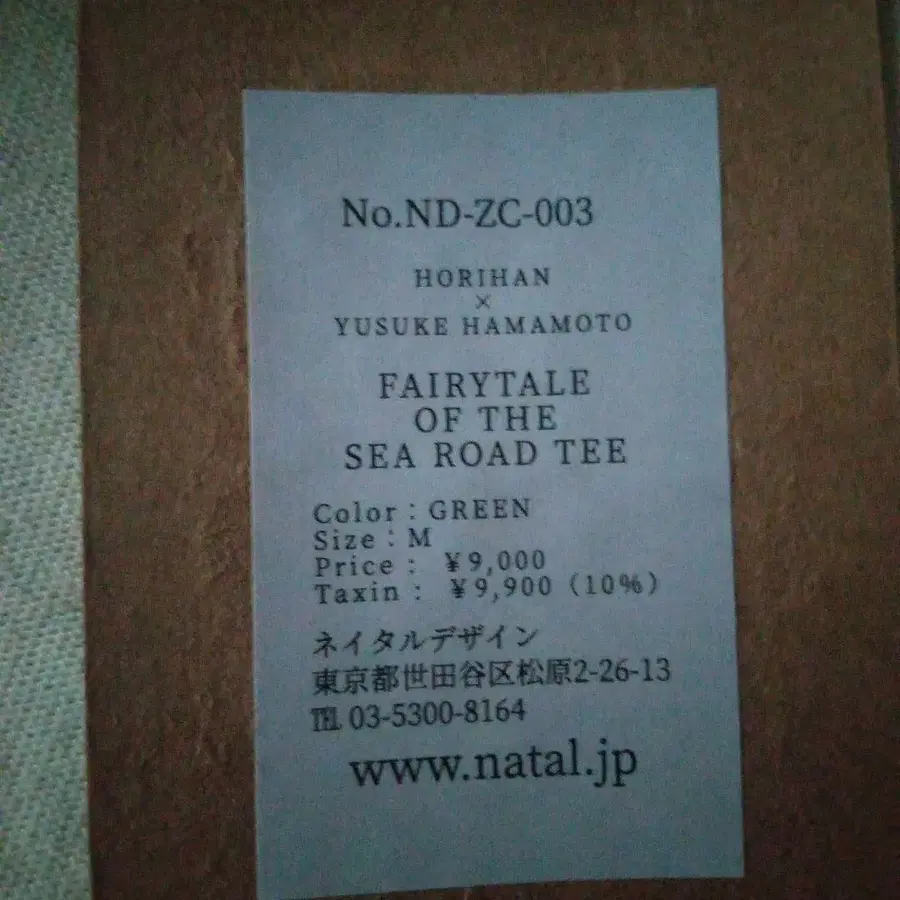 No.ND-ZC-003
HORIHAN
×
YUSUKE HAMAMOTO
FAIRYTALE
OF THE
SEA ROAD TEE
Color：GREEN
Size：M
Price： ¥9,000
Taxin： ¥9,900（10%）
ネイタルデザイン
東京都世田谷区松原2-26-13
℡ 03-5300-8164
www.natal.jp